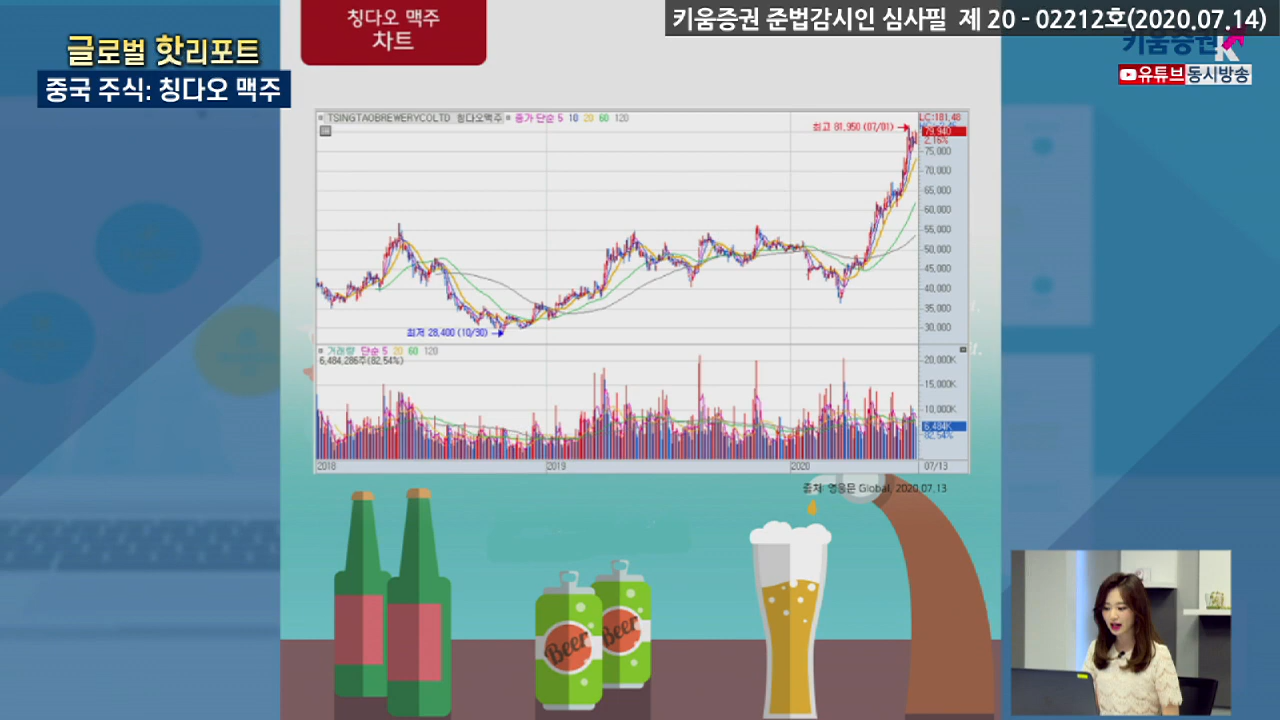 키움증권 준법감시인 심사필 제 20 - 02212호(2020.07.14)
글로벌 핫리포트
중국 주식: 칭다오 맥주
칭다오 맥주
차트
키움증권
유튜브 동시방송
TSINGTAOBREWERYCOLTD 칭다오맥주 종가 단순 5 10 20 60 120
최고 81,950 (07/01)
LC:181.48
79,940
2.16%
75,000
70,000
65,000
60,000
55,000
50,000
45,000
40,000
35,000
30,000
최저 28,400 (10/30)
거래량 단순 5 20 60 120
6,484,286주(82.54%)
20,000K
15,000K
10,000K
6,484K
82.54%
2018 2019 2020 07/13
출처: 영웅문 Global, 2020.07.13
Beer Beer